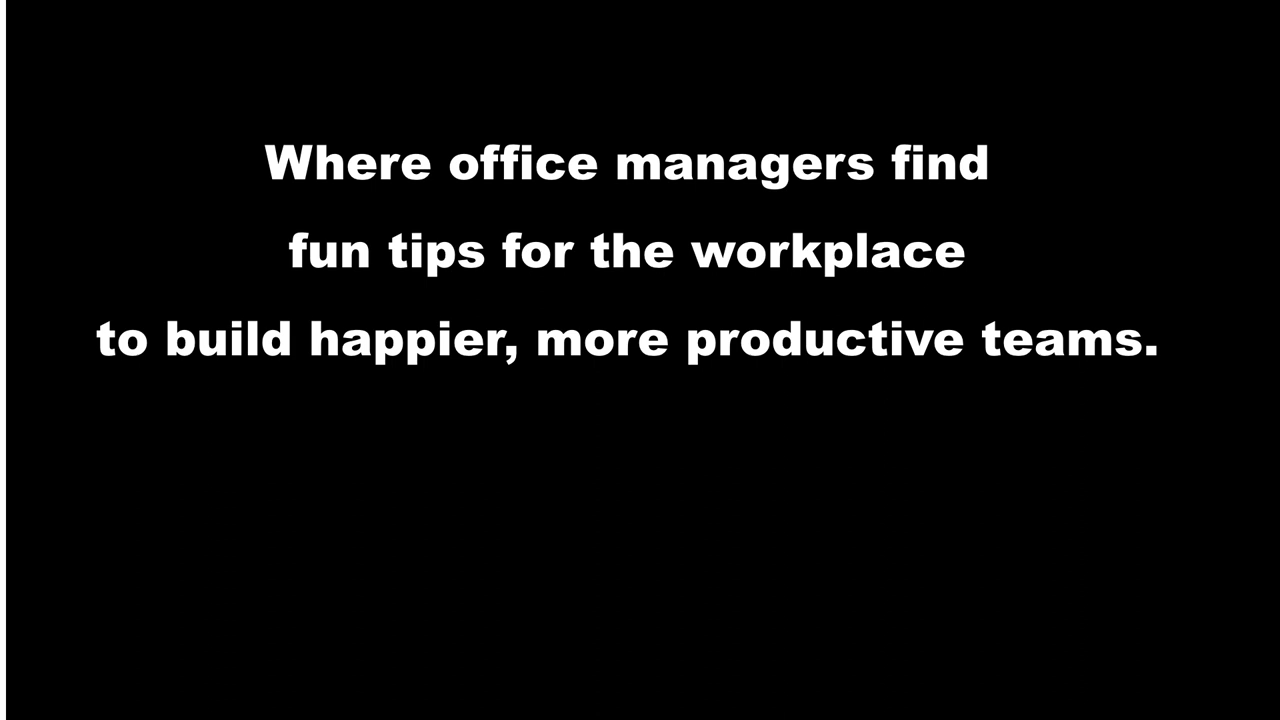 Where office managers find
fun tips for the workplace
to build happier, more productive teams.